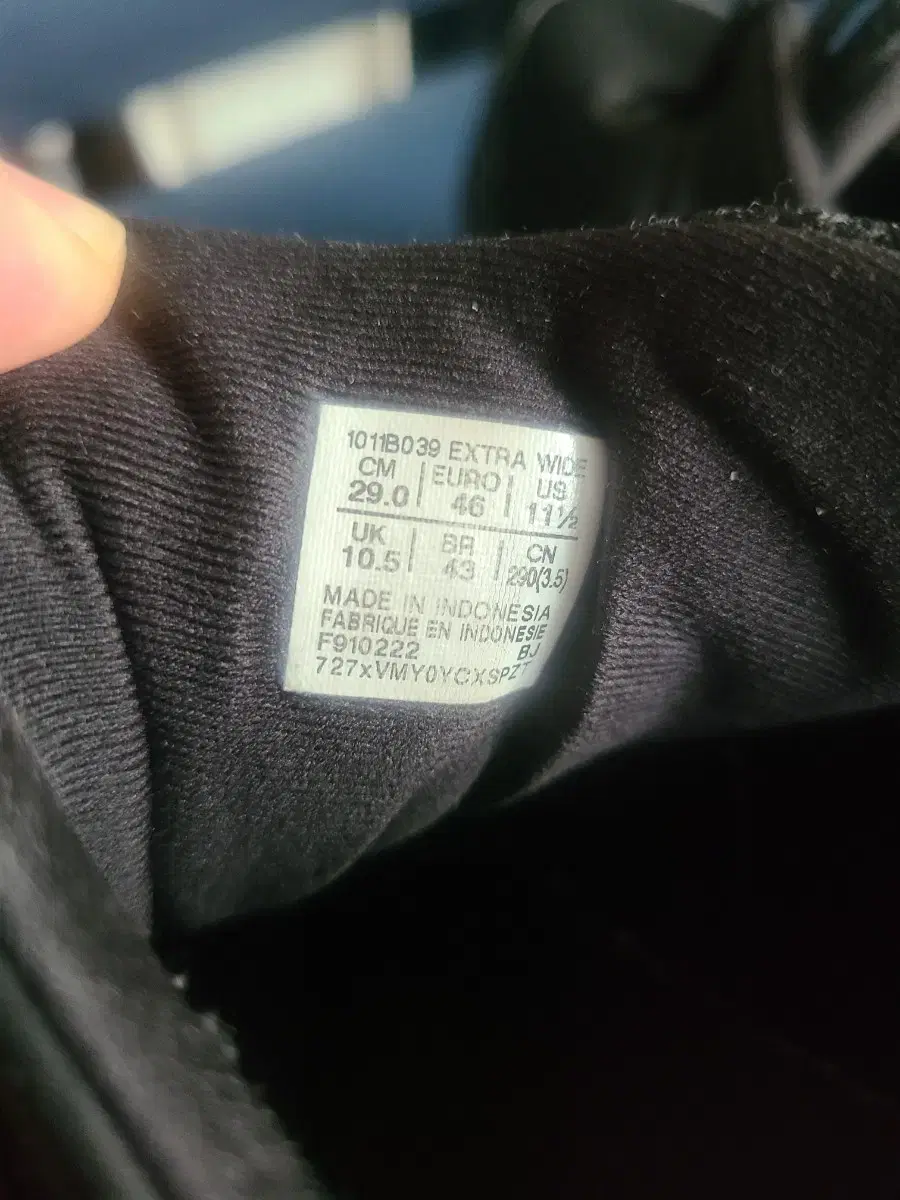 1011B039 EXTRA WIDE
CM EURO US
29.0 46 11½
UK BR CN
10.5 43 290(3.5)
MADE IN INDONESIA
FABRIQUE EN INDONESIE
F910222 BJ
727xVMY0YCXSPZT